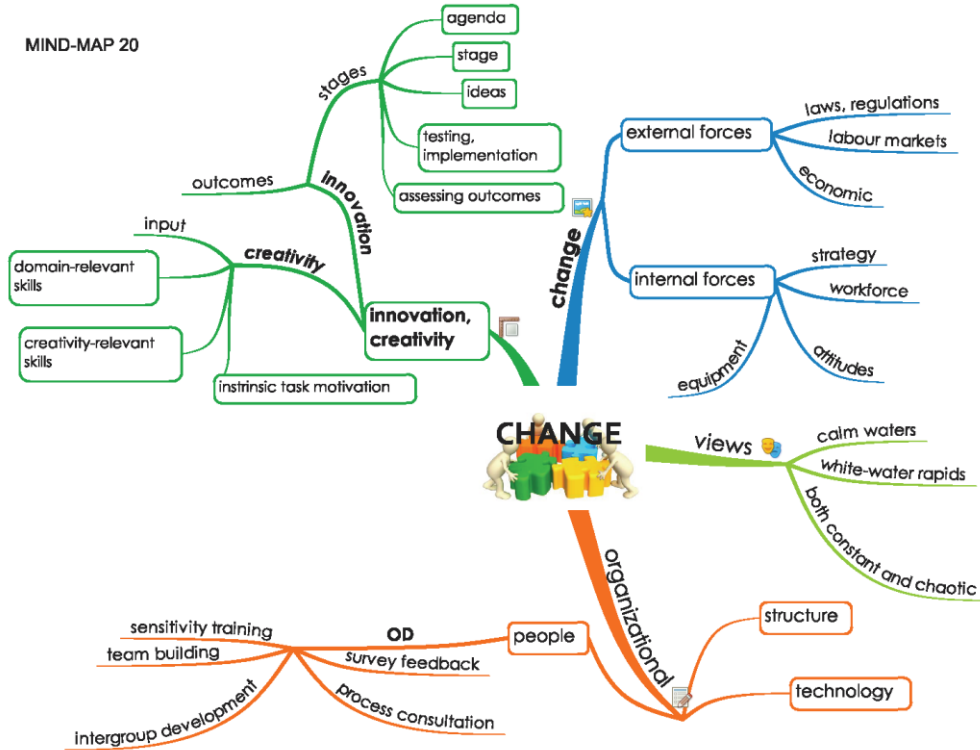 MIND-MAP 20
agenda
stage
ideas
testing,
implementation
assessing outcomes
stages
outcomes
innovation
input
creativity
domain-relevant
skills
creativity-relevant
skills
instrinsic task motivation
innovation,
creativity
change
external forces
laws, regulations
labour markets
economic
internal forces
strategy
workforce
attitudes
equipment
CHANGE
views
calm waters
white-water rapids
both constant and chaotic
organizational
structure
technology
people
OD
sensitivity training
team building
intergroup development
survey feedback
process consultation